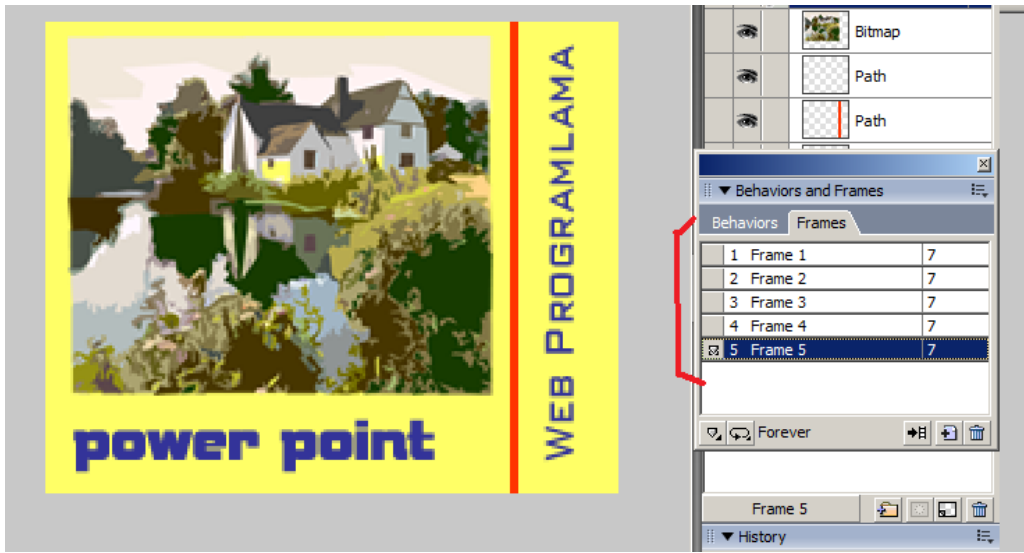 power point
WEB PROGRAMLAMA
Bitmap
Path
Path
Behaviors and Frames
Behaviors Frames
1 Frame 1 7
2 Frame 2 7
3 Frame 3 7
4 Frame 4 7
5 Frame 5 7
Forever
Frame 5
History